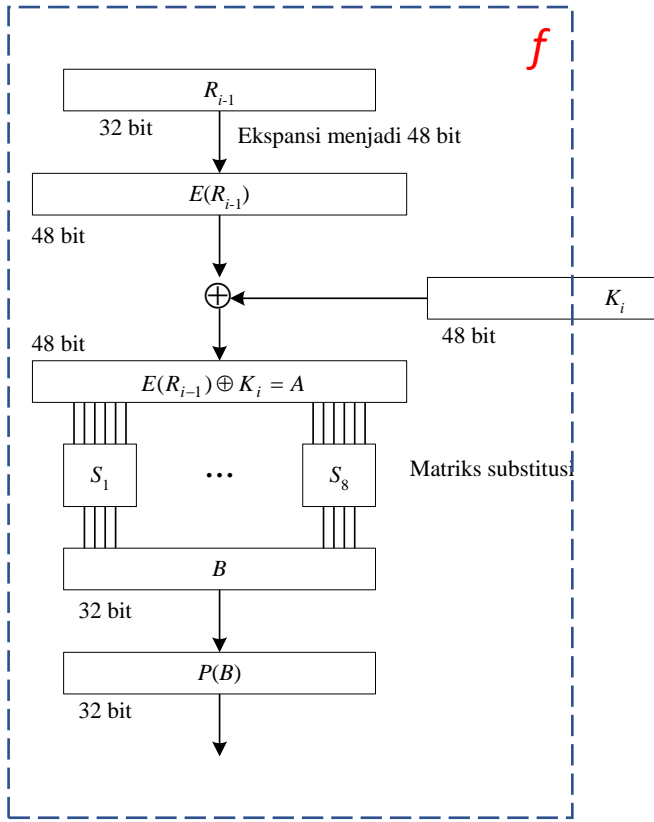 f
R_{i-1}
32 bit
Ekspansi menjadi 48 bit
E(R_{i-1})
48 bit
⊕
K_i
48 bit
48 bit
E(R_{i-1}) ⊕ K_i = A
S_1
...
S_8
Matriks substitusi
B
32 bit
P(B)
32 bit